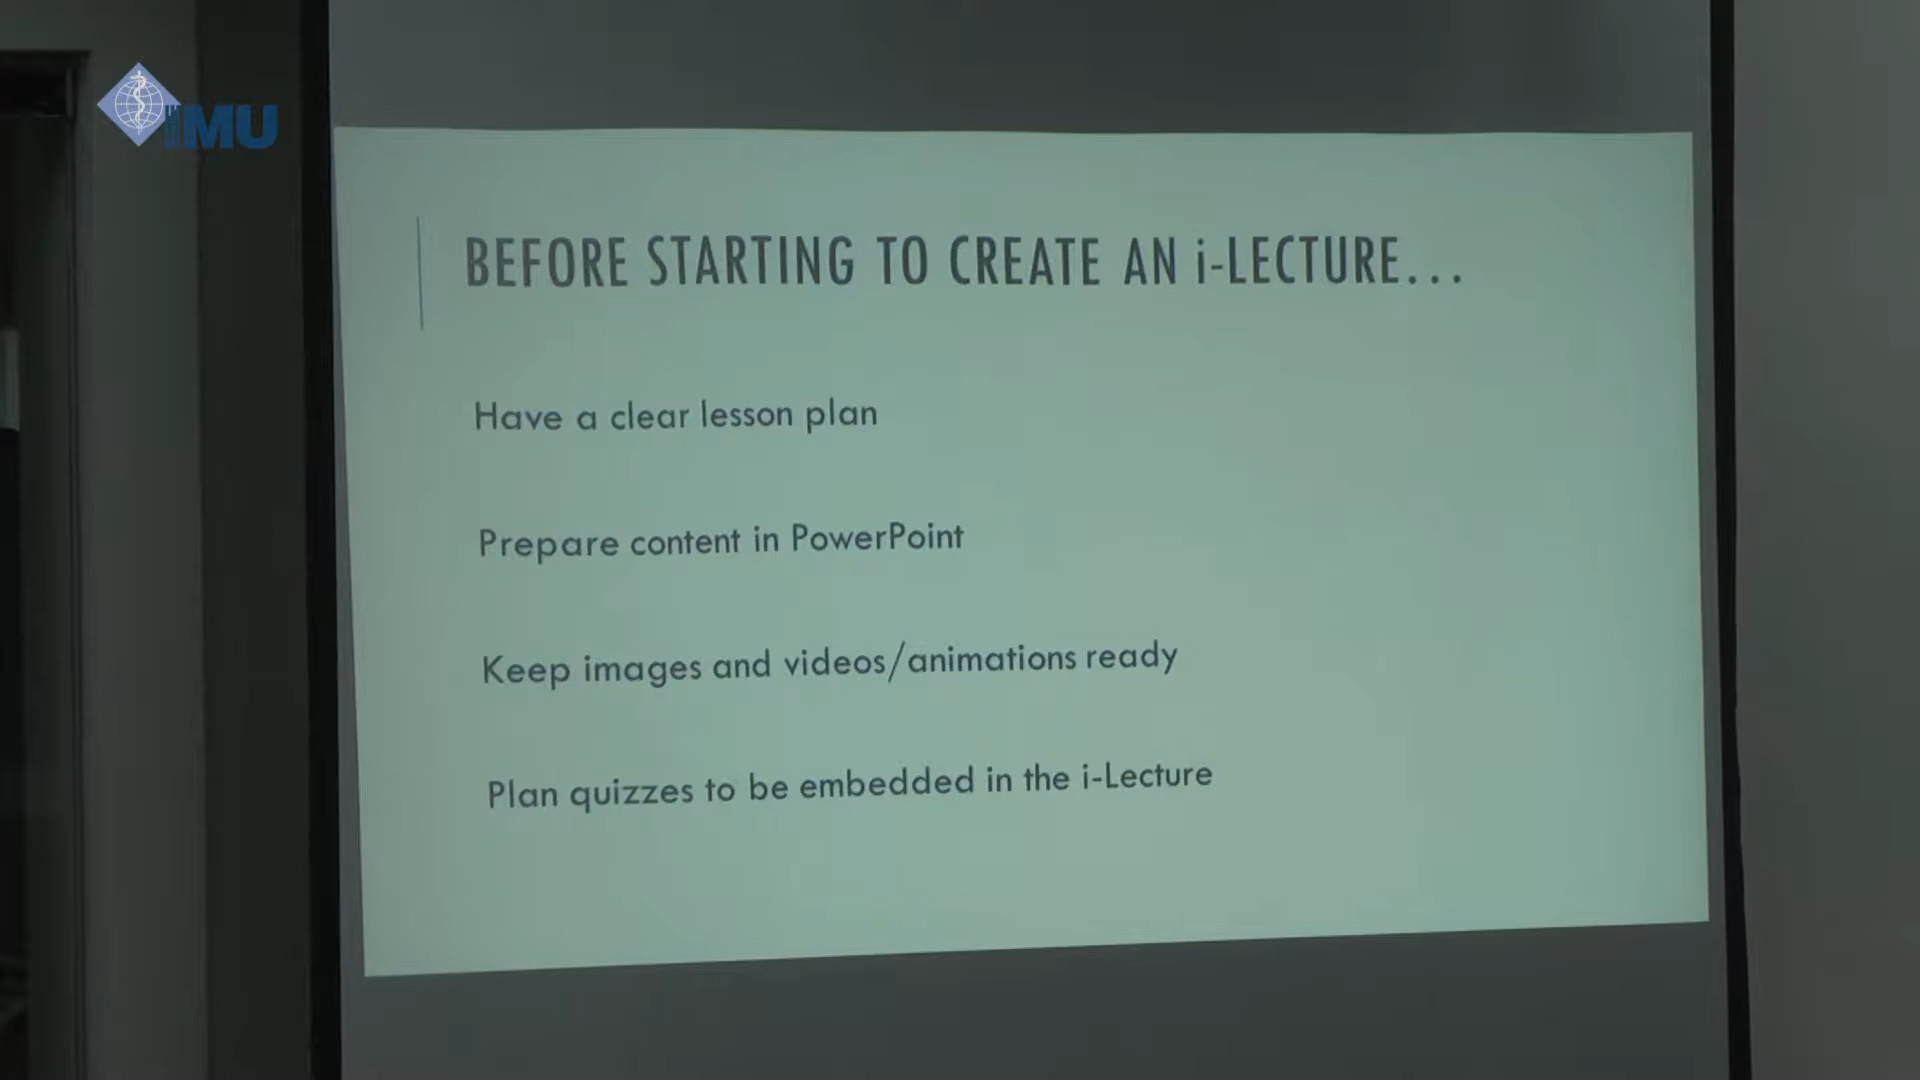 IMU
BEFORE STARTING TO CREATE AN i-LECTURE...
Have a clear lesson plan
Prepare content in PowerPoint
Keep images and videos/animations ready
Plan quizzes to be embedded in the i-Lecture